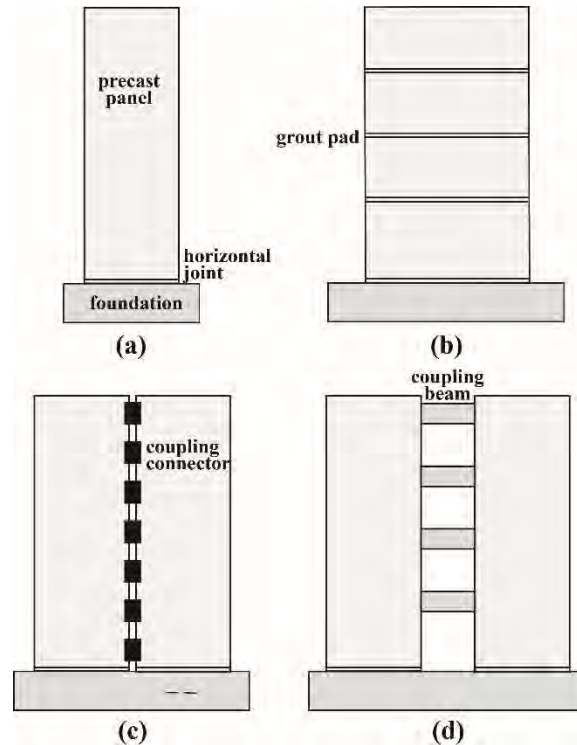 precast
panel
grout pad
horizontal
joint
foundation
(a)
(b)
coupling
beam
coupling
connector
(c)
(d)